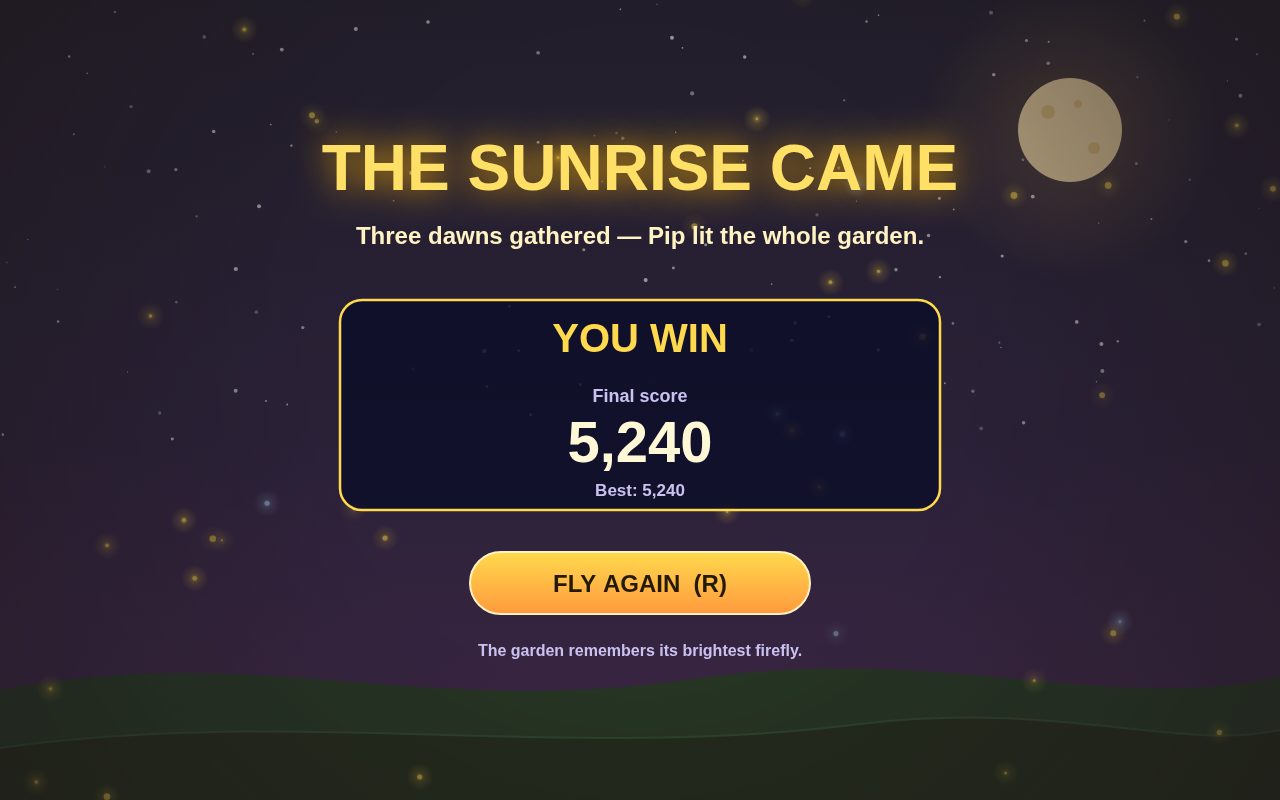 THE SUNRISE CAME
Three dawns gathered — Pip lit the whole garden.
YOU WIN
Final score
5,240
Best: 5,240
FLY AGAIN (R)
The garden remembers its brightest firefly.